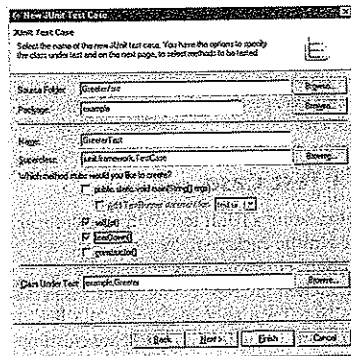 New JUnit Test Case
JUnit Test Case
Select the name of the new JUnit test case. You have the options to specify
the class under test and on the next page, to select methods to be tested.
Source Folder:
Browse...
Package: example
Browse...
Name: GreeterTest
Superclass: junit.framework.TestCase
Browse...
Which method stubs would you like to create?
public static void main(String[] args)
text ui
setUp()
tearDown()
constructor()
Class Under Test: example.Greeter
Browse...
Back Next > Finish Cancel